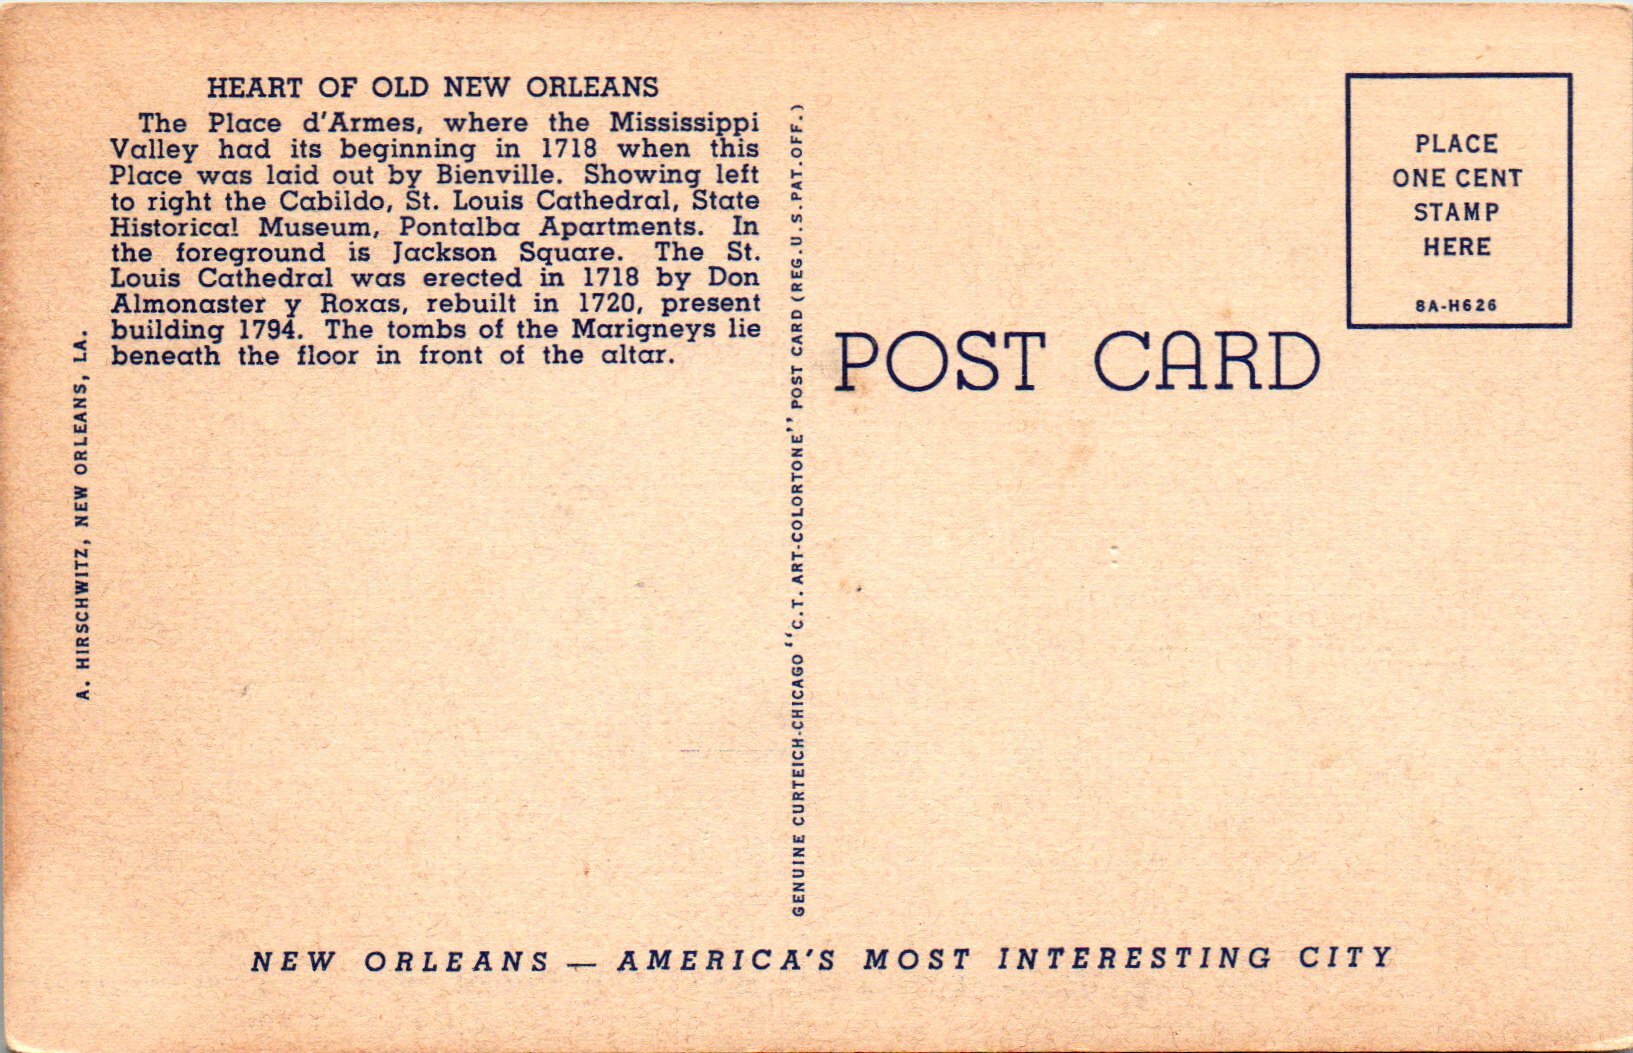 HEART OF OLD NEW ORLEANS
The Place d'Armes, where the Mississippi
Valley had its beginning in 1718 when this
Place was laid out by Bienville. Showing left
to right the Cabildo, St. Louis Cathedral, State
Historical Museum, Pontalba Apartments. In
the foreground is Jackson Square. The St.
Louis Cathedral was erected in 1718 by Don
Almonaster y Roxas, rebuilt in 1720, present
building 1794. The tombs of the Marigneys lie
beneath the floor in front of the altar.
A. HIRSCHWITZ, NEW ORLEANS, LA.
GENUINE CURTEICH-CHICAGO "C.T. ART-COLORTONE" POST CARD (REG. U.S. PAT. OFF.)
POST CARD
PLACE
ONE CENT
STAMP
HERE
8A-H626
NEW ORLEANS — AMERICA'S MOST INTERESTING CITY